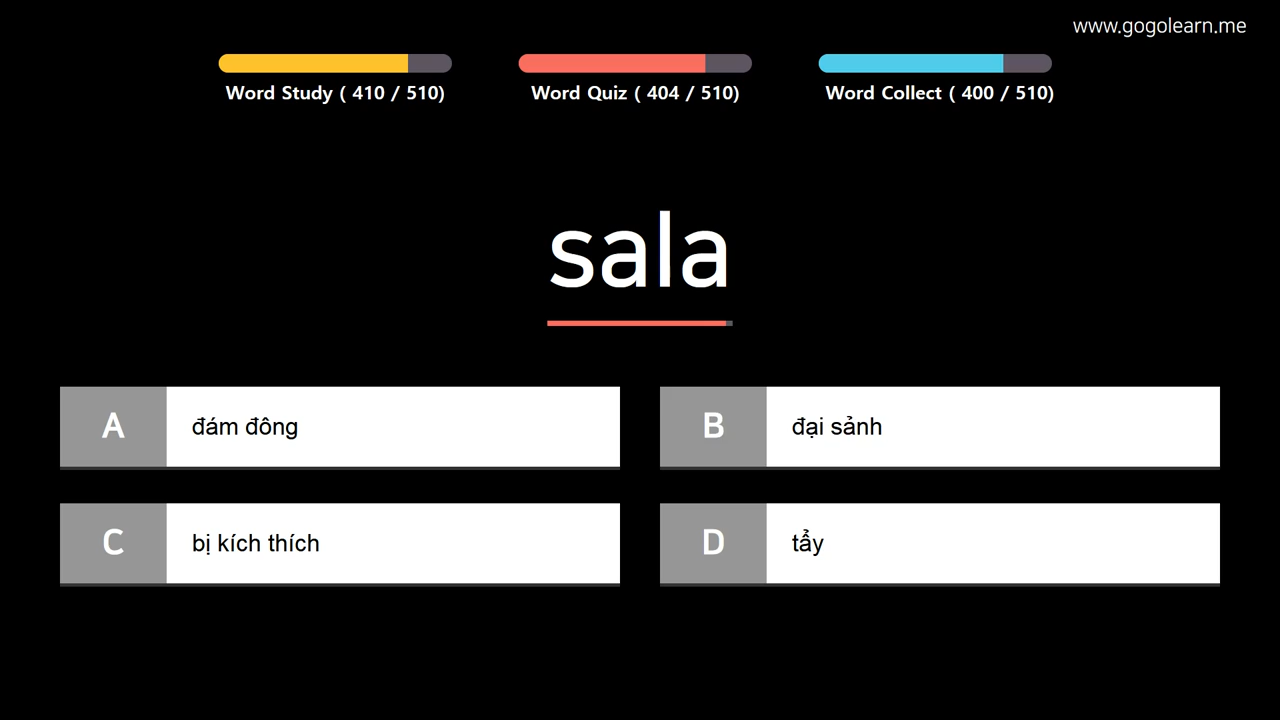 www.gogolearn.me
Word Study ( 410 / 510)
Word Quiz ( 404 / 510)
Word Collect ( 400 / 510)
sala
A đám đông
B đại sảnh
C bị kích thích
D tẩy